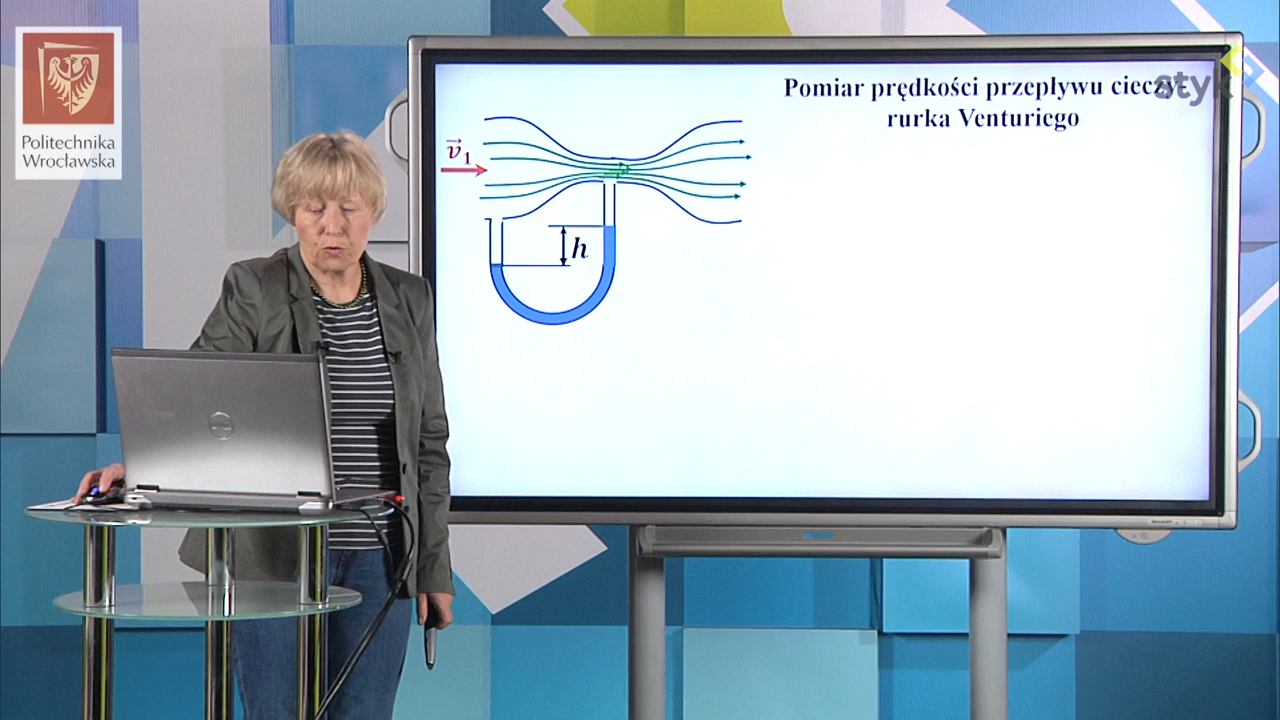 Politechnika
Wrocławska
Pomiar prędkości przepływu cieczy-
rurka Venturiego
styk
v₁
h